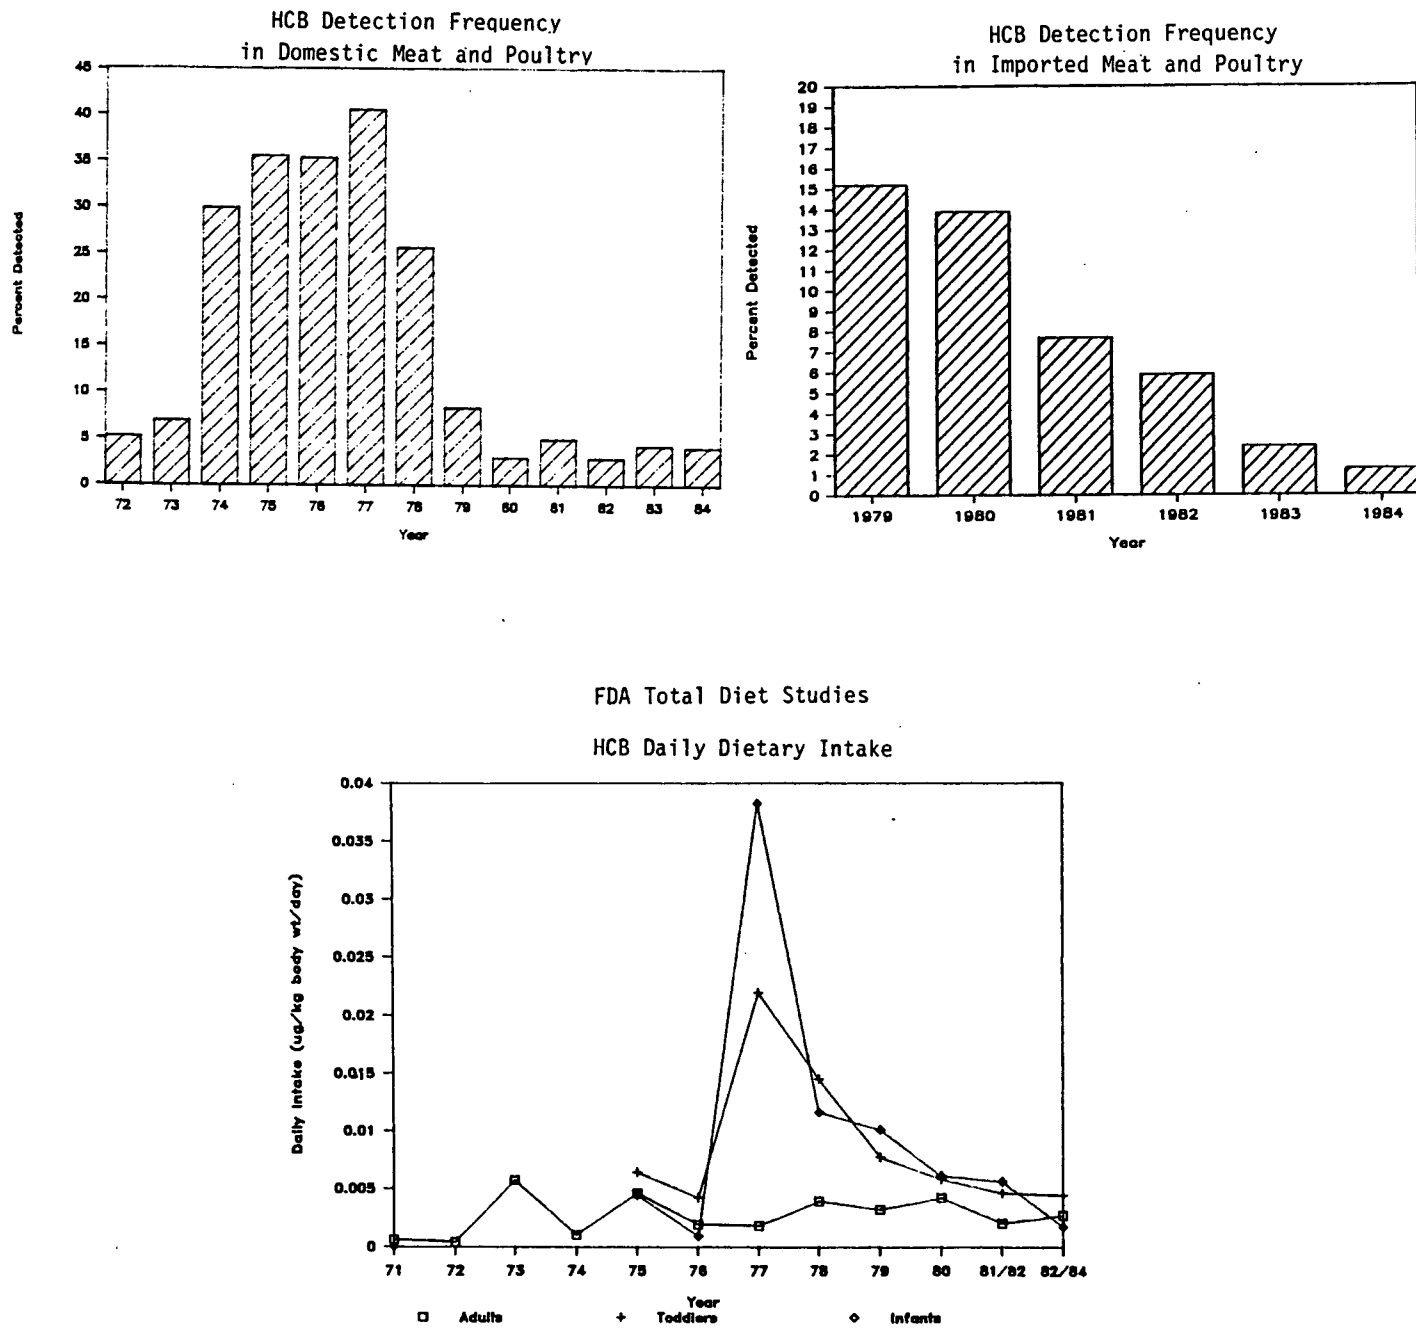 HCB Detection Frequency
in Domestic Meat and Poultry
45
40
35
30
25
20
15
10
5
0
Percent Detected
72 73 74 75 76 77 78 79 80 81 82 83 84
Year
HCB Detection Frequency
in Imported Meat and Poultry
20
19
18
17
16
15
14
13
12
11
10
9
8
7
6
5
4
3
2
1
0
Percent Detected
1979 1980 1981 1982 1983 1984
Year
FDA Total Diet Studies
HCB Daily Dietary Intake
0.04
0.035
0.03
0.025
0.02
0.015
0.01
0.005
0
Daily Intake (ug/kg body wt/day)
71 72 73 74 75 76 77 78 79 80 81/82 82/84
Year
Adults Toddlers Infants